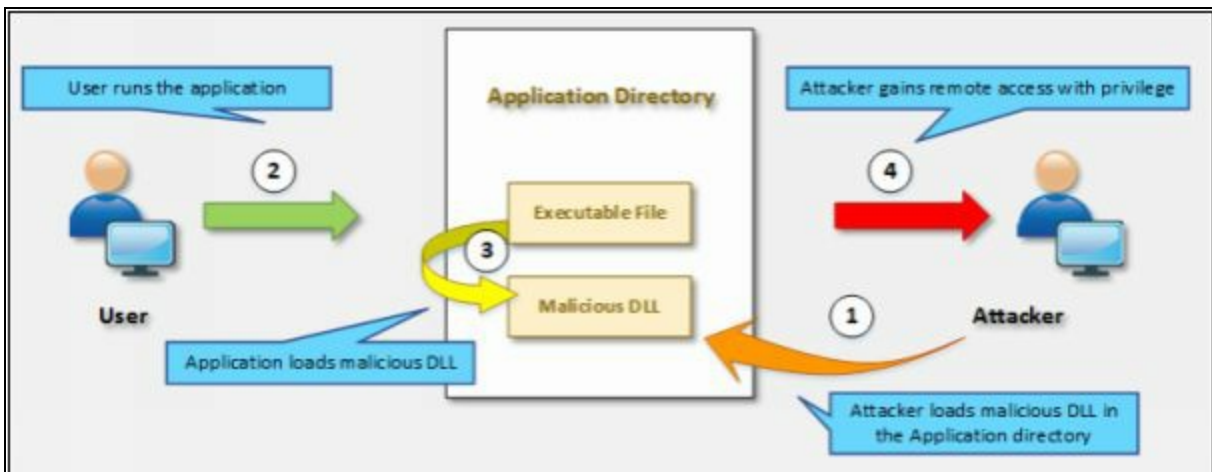 User runs the application
Application Directory
Attacker gains remote access with privilege
2
4
Executable File
3
Malicious DLL
User
1
Attacker
Application loads malicious DLL
Attacker loads malicious DLL in
the Application directory